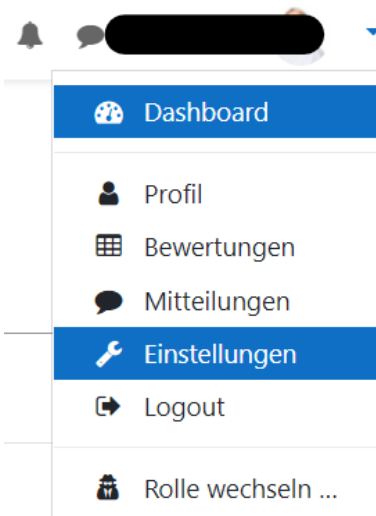 Dashboard
Profil
Bewertungen
Mitteilungen
Einstellungen
Logout
Rolle wechseln ...